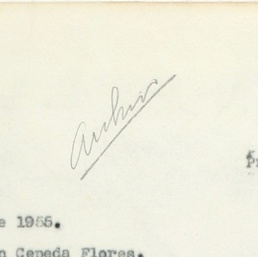 Archivo
e 1955.
n Cepeda Flores.